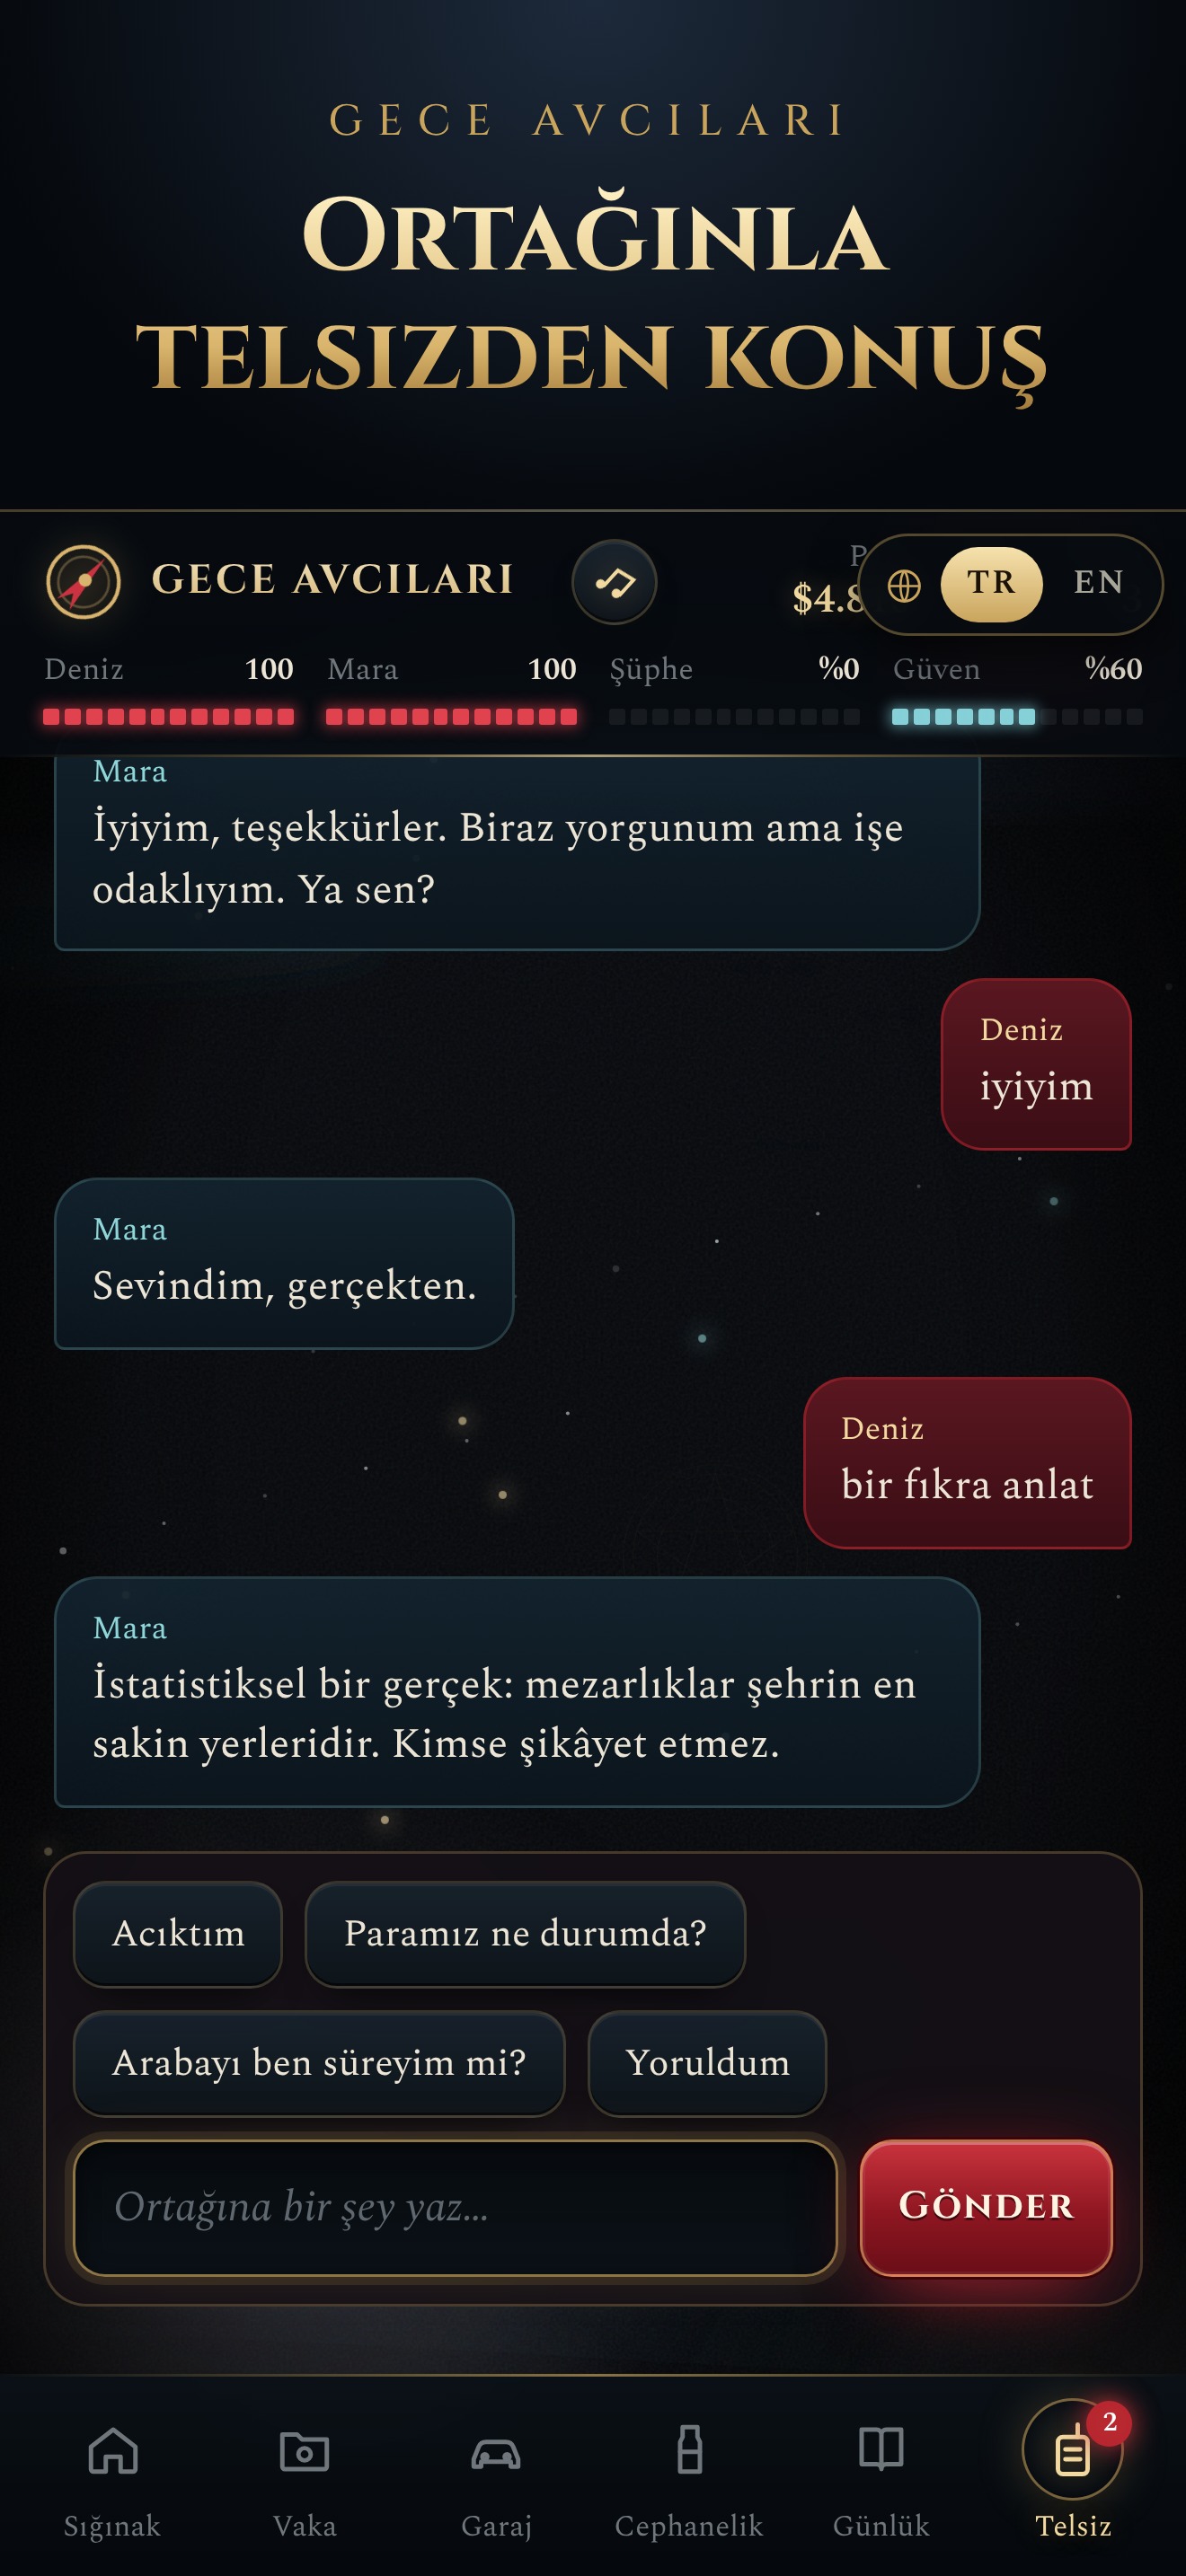 GECE AVCILARI
ORTAĞINLA
TELSIZDEN KONUŞ
GECE AVCILARI
$4.8
TR EN
Deniz 100 Mara 100 Şüphe %0 Güven %60
Mara
İyiyim, teşekkürler. Biraz yorgunum ama işe
odaklıyım. Ya sen?
Deniz
iyiyim
Mara
Sevindim, gerçekten.
Deniz
bir fıkra anlat
Mara
İstatistiksel bir gerçek: mezarlıklar şehrin en
sakin yerleridir. Kimse şikâyet etmez.
Acıktım Paramız ne durumda?
Arabayı ben süreyim mi? Yoruldum
Ortağına bir şey yaz...
GÖNDER
2
Sığınak Vaka Garaj Cephanelik Günlük Telsiz